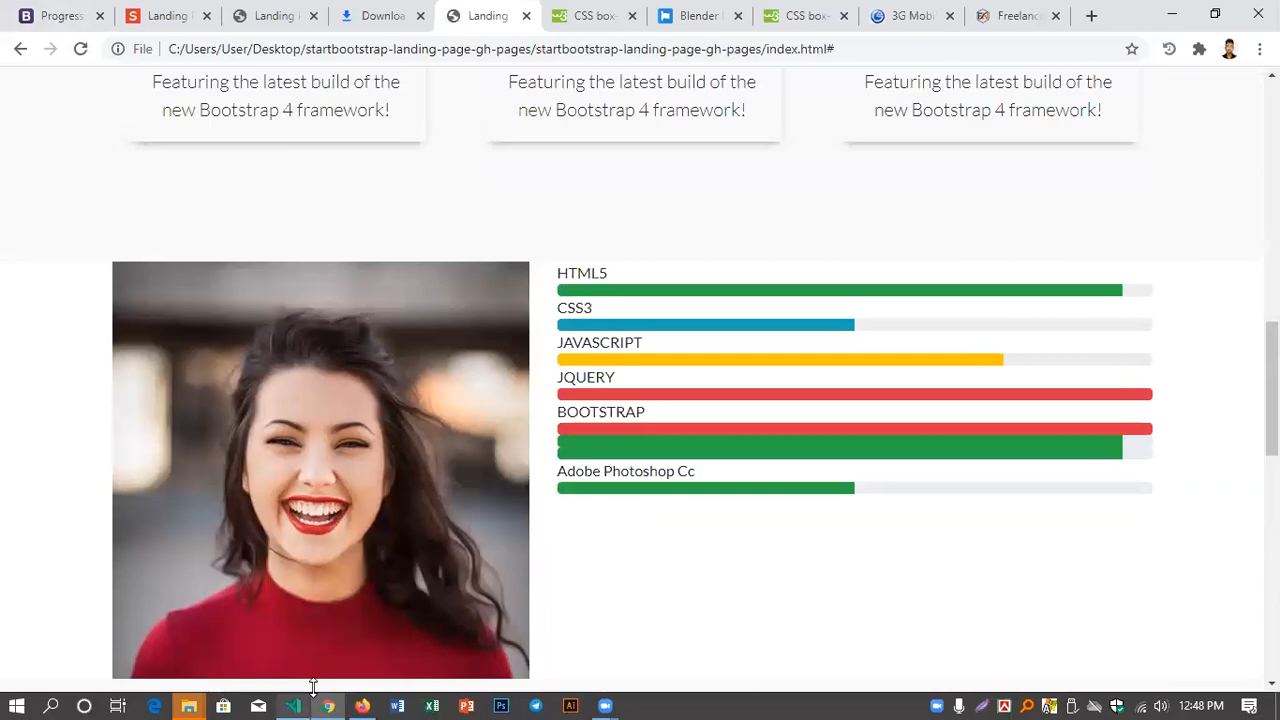 Progress
Landing
Landing
Downloa
Landing
CSS box-
Blender
CSS box-
3G Mo
Freelanc
File
C:/Users/User/Desktop/startbootstrap-landing-page-gh-pages/startbootstrap-landing-page-gh-pages/index.html#
Featuring the latest build of the
new Bootstrap 4 framework!
Featuring the latest build of the
new Bootstrap 4 framework!
Featuring the latest build of the
new Bootstrap 4 framework!
HTML5
CSS3
JAVASCRIPT
JQUERY
BOOTSTRAP
Adobe Photoshop Cc
12:48 PM